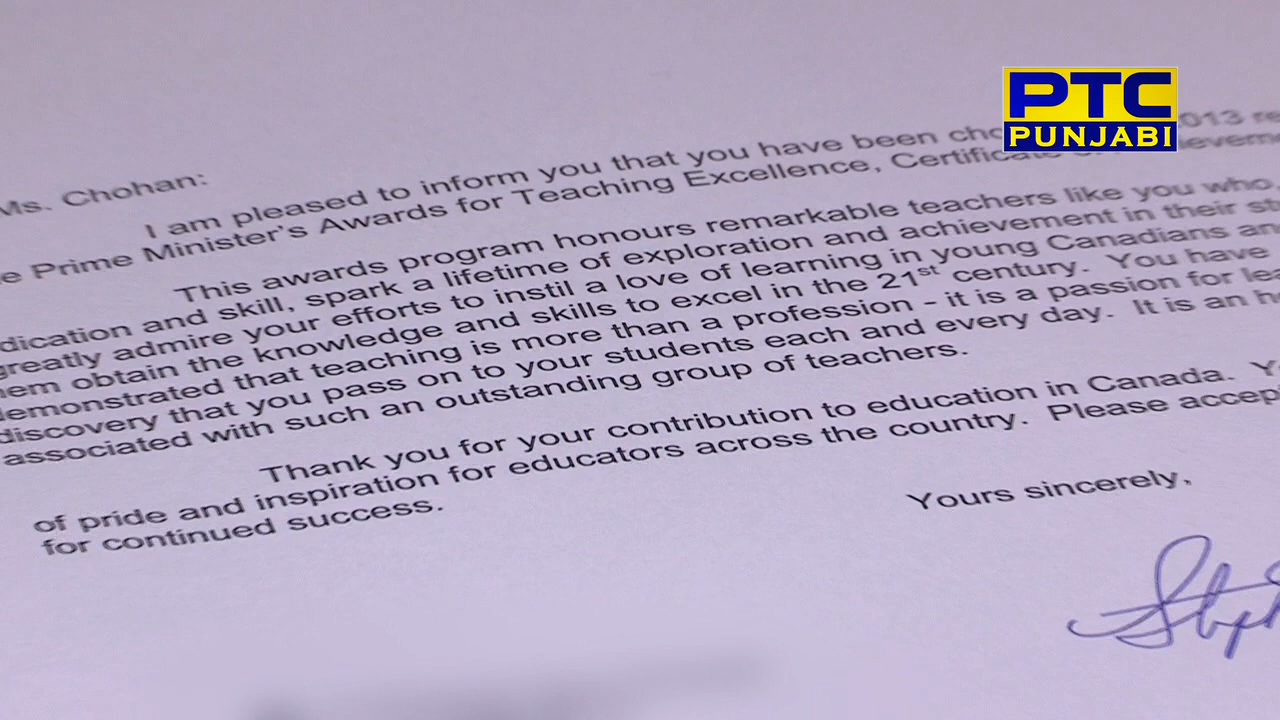 PTC
PUNJABI
Ms. Chohan:
I am pleased to inform you that you have been 2013
Prime Minister's Awards for Teaching Excellence, Certificate
This awards program honours remarkable teachers like you who,
and skill, spark a lifetime of exploration and achievement in their
greatly admire your efforts to instil a love of learning in young Canadians
obtain the knowledge and skills to excel in the 21st century. You have
demonstrated that teaching is more than a profession - it is a passion for
discovery that you pass on to your students each and every day. It is an
associated with such an outstanding group of teachers.
Thank you for your contribution to education in Canada.
of pride and inspiration for educators across the country. Please accept
for continued success.
Yours sincerely,